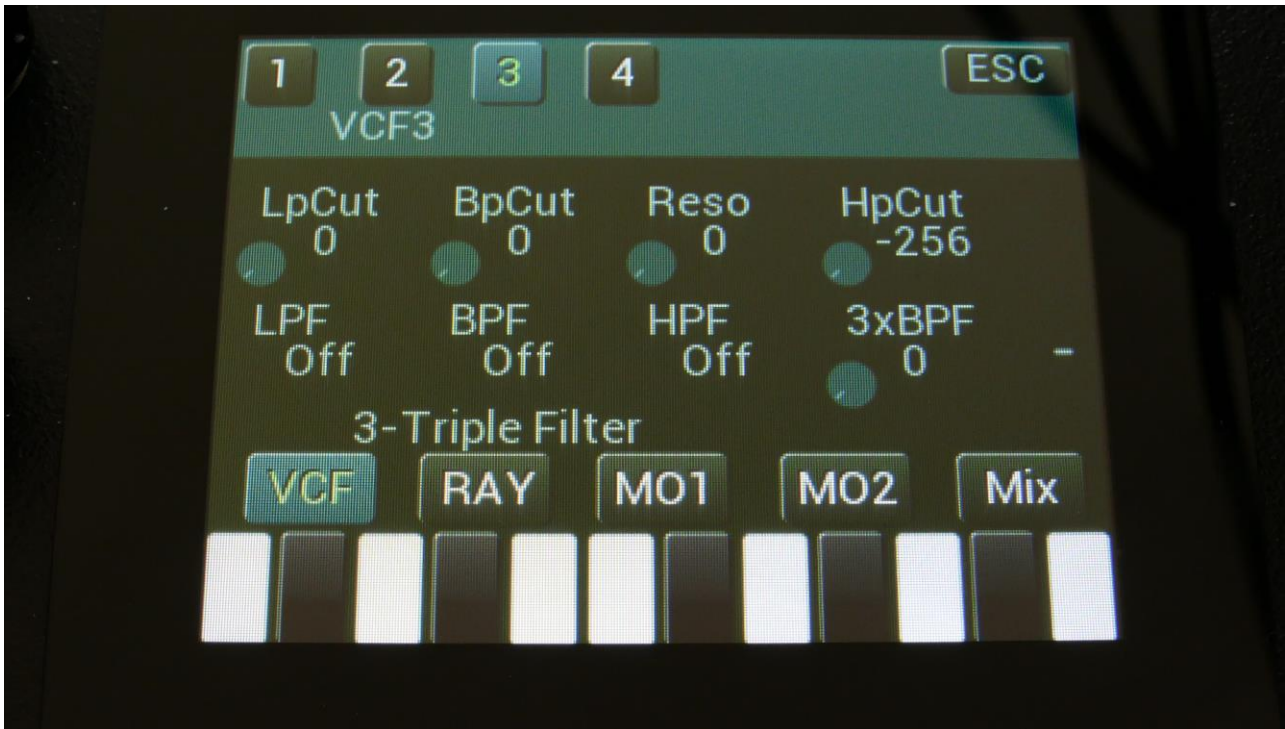 1 2 3 4 ESC
VCF3
LpCut BpCut Reso HpCut
0 0 0 -256
LPF BPF HPF 3xBPF
Off Off Off 0 -
3-Triple Filter
VCF RAY MO1 MO2 Mix